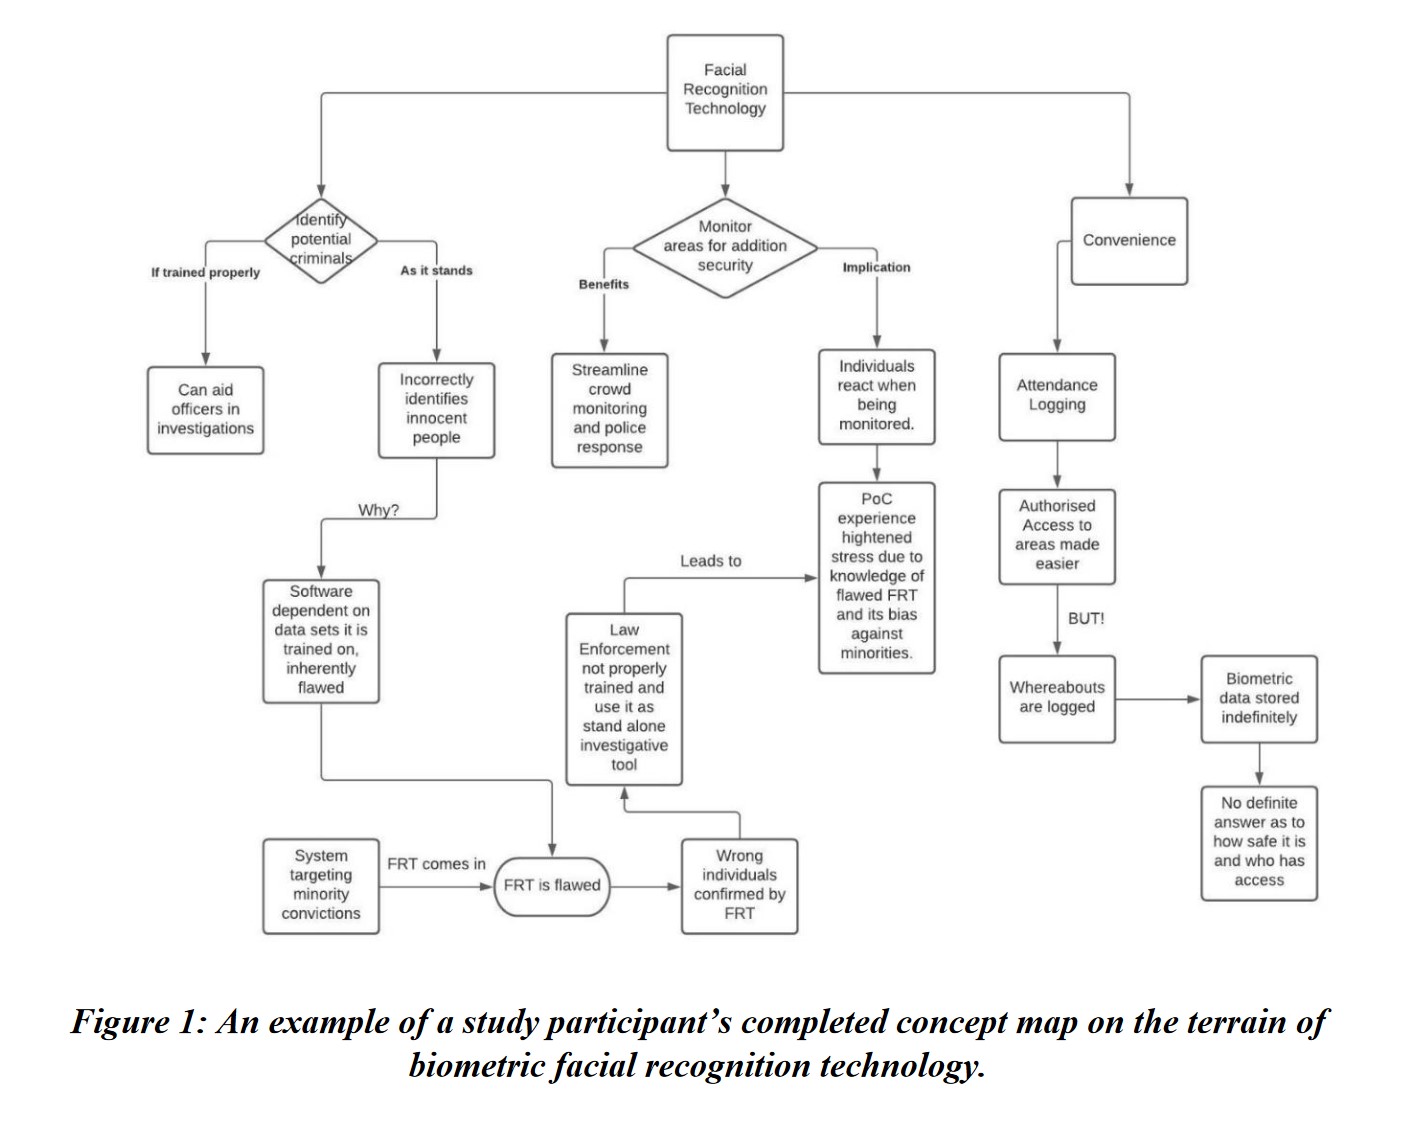 Facial
Recognition
Technology
Identify
potential
criminals
Monitor
areas for addition
security
Convenience
If trained properly
As it stands
Benefits
Implication
Can aid
officers in
investigations
Incorrectly
identifies
innocent
people
Streamline
crowd
monitoring
and police
response
Individuals
react when
being
monitored.
Attendance
Logging
Why?
PoC
experience
hightened
stress due to
knowledge of
flawed FRT
and its bias
against
minorities.
Authorised
Access to
areas made
easier
Leads to
Software
dependent on
data sets it is
trained on,
inherently
flawed
Law
Enforcement
not properly
trained and
use it as
stand alone
investigative
tool
BUT!
Whereabouts
are logged
Biometric
data stored
indefinitely
No definite
answer as to
how safe it is
and who has
access
System
targeting
minority
convictions
FRT comes in
FRT is flawed
Wrong
individuals
confirmed by
FRT
Figure 1: An example of a study participant’s completed concept map on the terrain of
biometric facial recognition technology.